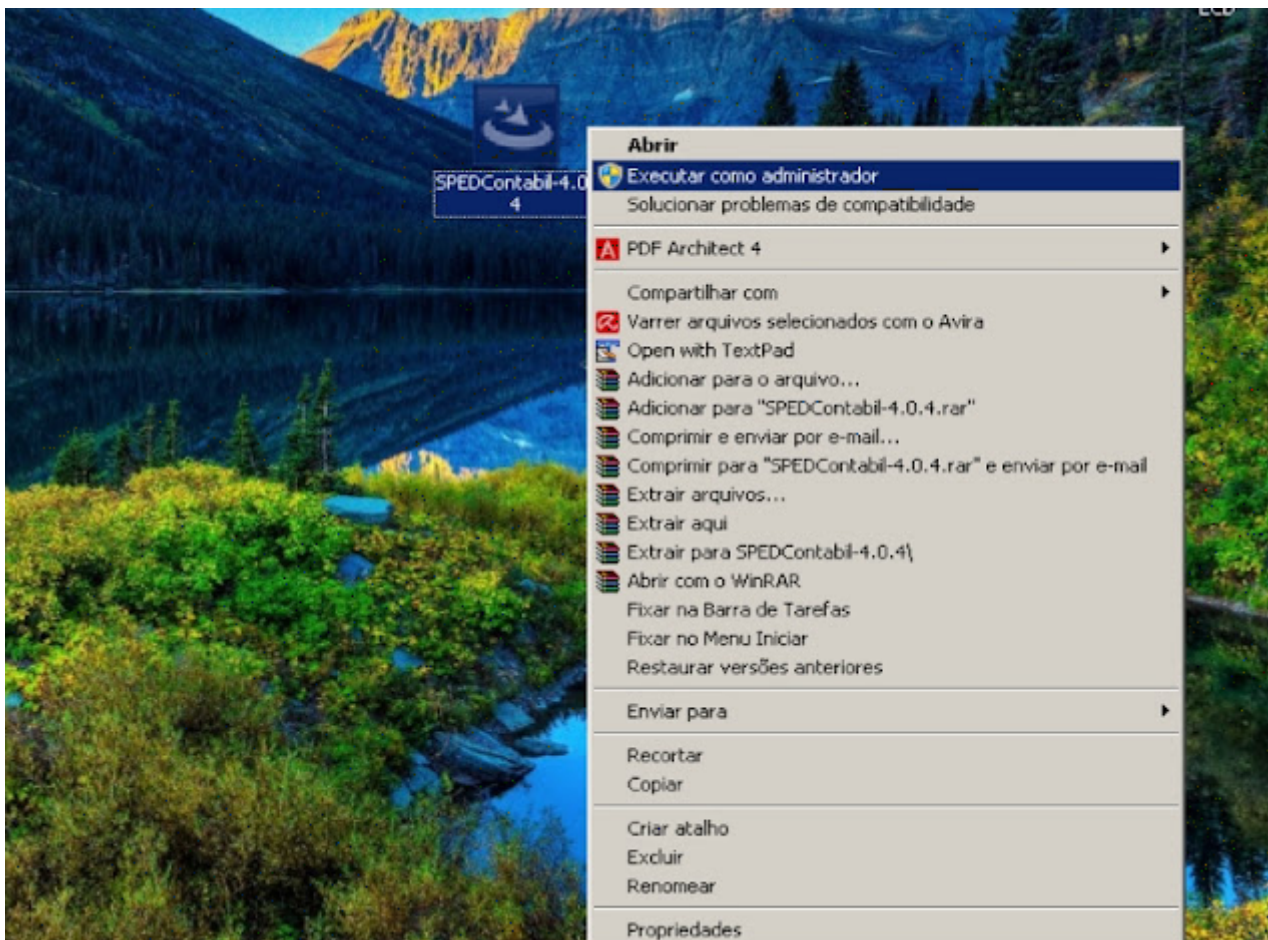 ECD
SPEDContabil-4.0
4
Abrir
Executar como administrador
Solucionar problemas de compatibilidade
PDF Architect 4
Compartilhar com
Varrer arquivos selecionados com o Avira
Open with TextPad
Adicionar para o arquivo...
Adicionar para "SPEDContabil-4.0.4.rar"
Comprimir e enviar por e-mail...
Comprimir para "SPEDContabil-4.0.4.rar" e enviar por e-mail
Extrair arquivos...
Extrair aqui
Extrair para SPEDContabil-4.0.4\
Abrir com o WinRAR
Fixar na Barra de Tarefas
Fixar no Menu Iniciar
Restaurar versões anteriores
Enviar para
Recortar
Copiar
Criar atalho
Excluir
Renomear
Propriedades